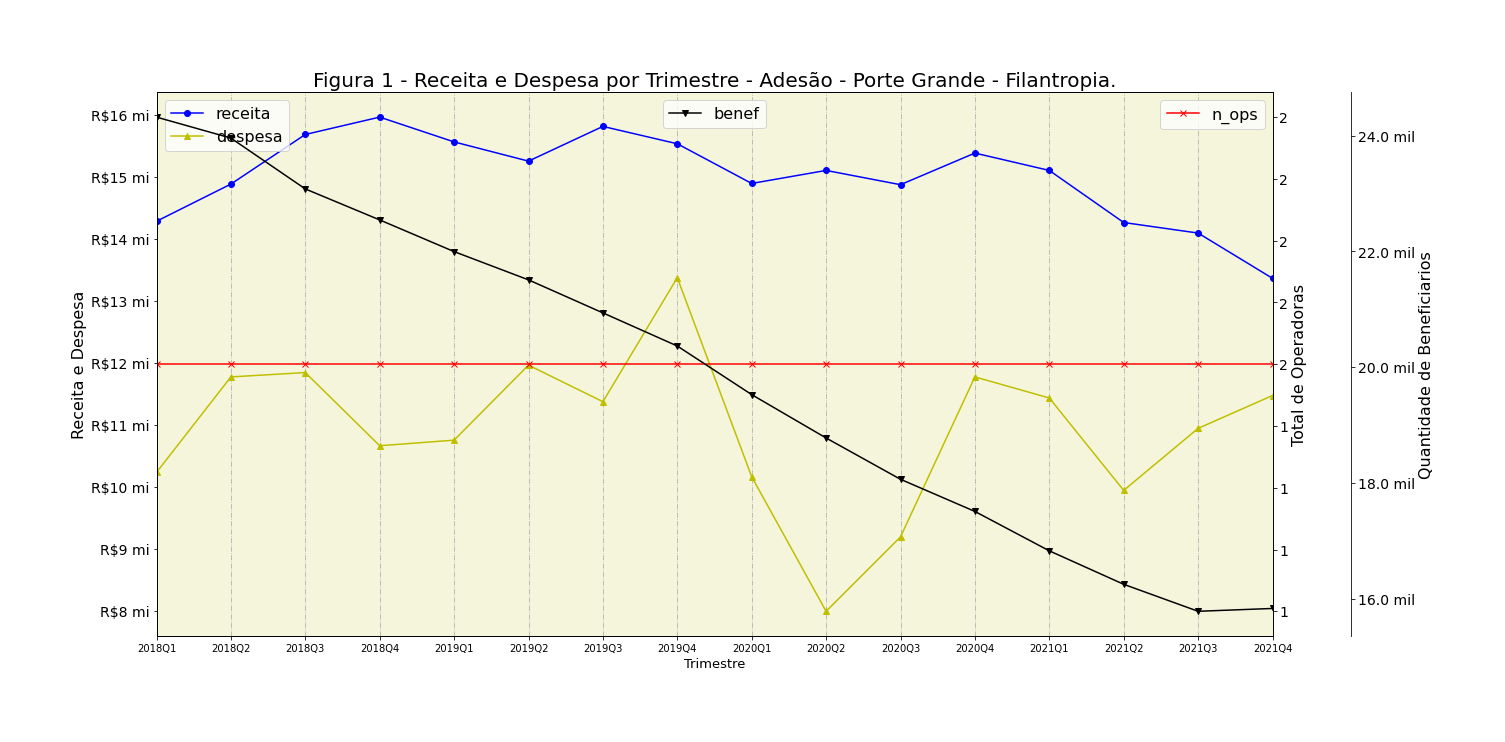 Figura 1 - Receita e Despesa por Trimestre - Adesão - Porte Grande - Filantropia.
receita
despesa
benef
n_ops
Receita e Despesa
R$16 mi
R$15 mi
R$14 mi
R$13 mi
R$12 mi
R$11 mi
R$10 mi
R$9 mi
R$8 mi
2
2
2
2
2
1
1
1
1
Total de Operadoras
24.0 mil
22.0 mil
20.0 mil
18.0 mil
16.0 mil
Quantidade de Beneficiarios
2018Q1 2018Q2 2018Q3 2018Q4 2019Q1 2019Q2 2019Q3 2019Q4 2020Q1 2020Q2 2020Q3 2020Q4 2021Q1 2021Q2 2021Q3 2021Q4
Trimestre